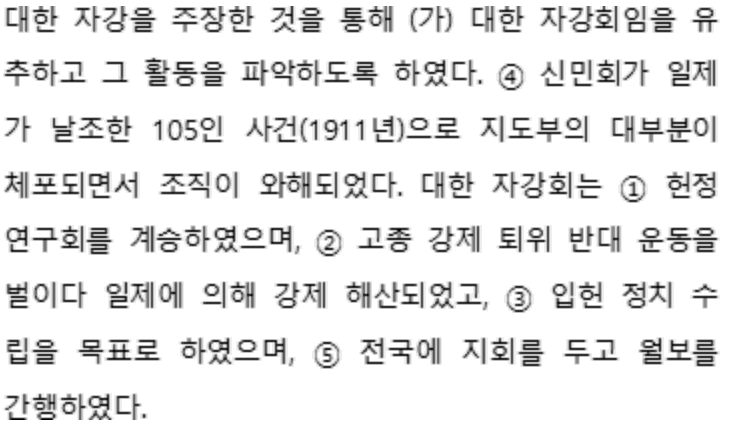 대한 자강을 주장한 것을 통해 (가) 대한 자강회임을 유
추하고 그 활동을 파악하도록 하였다. ④ 신민회가 일제
가 날조한 105인 사건(1911년)으로 지도부의 대부분이
체포되면서 조직이 와해되었다. 대한 자강회는 ① 헌정
연구회를 계승하였으며, ② 고종 강제 퇴위 반대 운동을
벌이다 일제에 의해 강제 해산되었고, ③ 입헌 정치 수
립을 목표로 하였으며, ⑤ 전국에 지회를 두고 월보를
간행하였다.